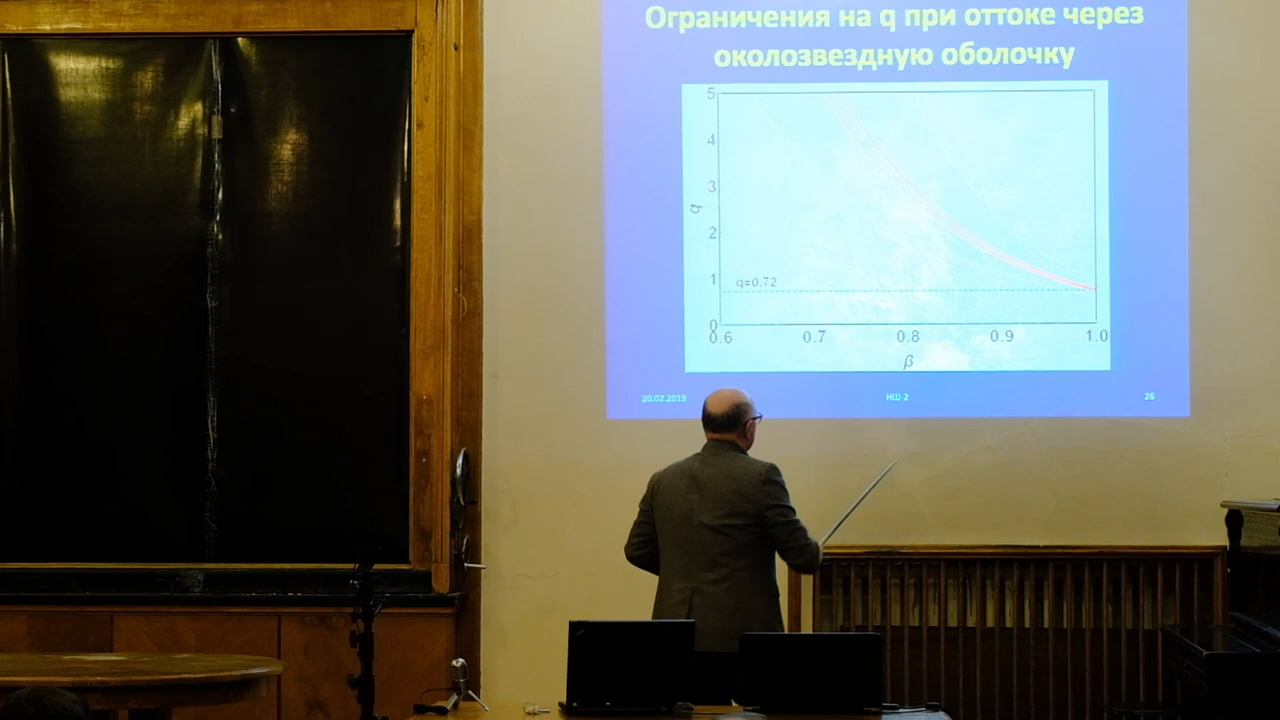 Ограничения на q при оттоке через
околозвездную оболочку
5
4
3
q
2
1
q=0.72
0
0.6 0.7 0.8 0.9 1.0
β
20.02.2019 НШ-2 26